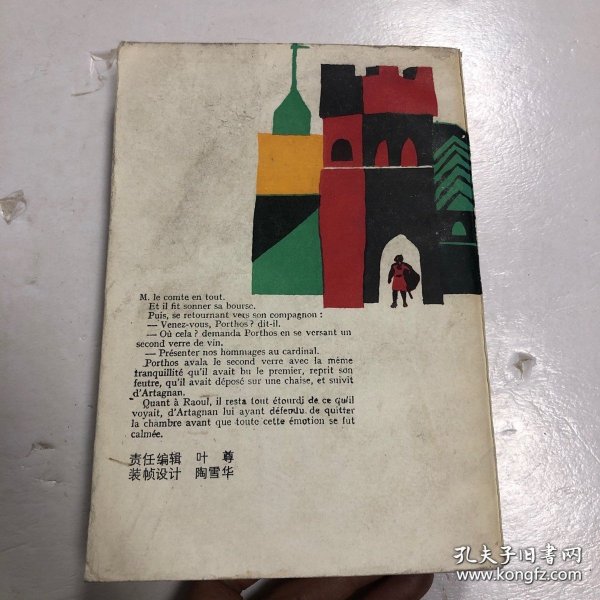 M. le comte en tout.
Et il fit sonner sa bourse.
Puis, se retournant vers son compagnon :
— Venez-vous, Porthos ? dit-il.
— Où cela ? demanda Porthos en se versant un
second verre de vin.
— Présenter nos hommages au cardinal.
Porthos avala le second verre avec la même
tranquillité qu'il avait bu le premier, reprit son
feutre, qu'il avait déposé sur une chaise, et suivit
d'Artagnan.
Quant à Raoul, il resta tout étourdi de ce qu'il
voyait, d'Artagnan lui ayant défendu de quitter
la chambre avant que toute cette émotion se fut
calmée.
责任编辑 叶 尊
装帧设计 陶雪华
孔夫子旧书网
www.kongfz.com